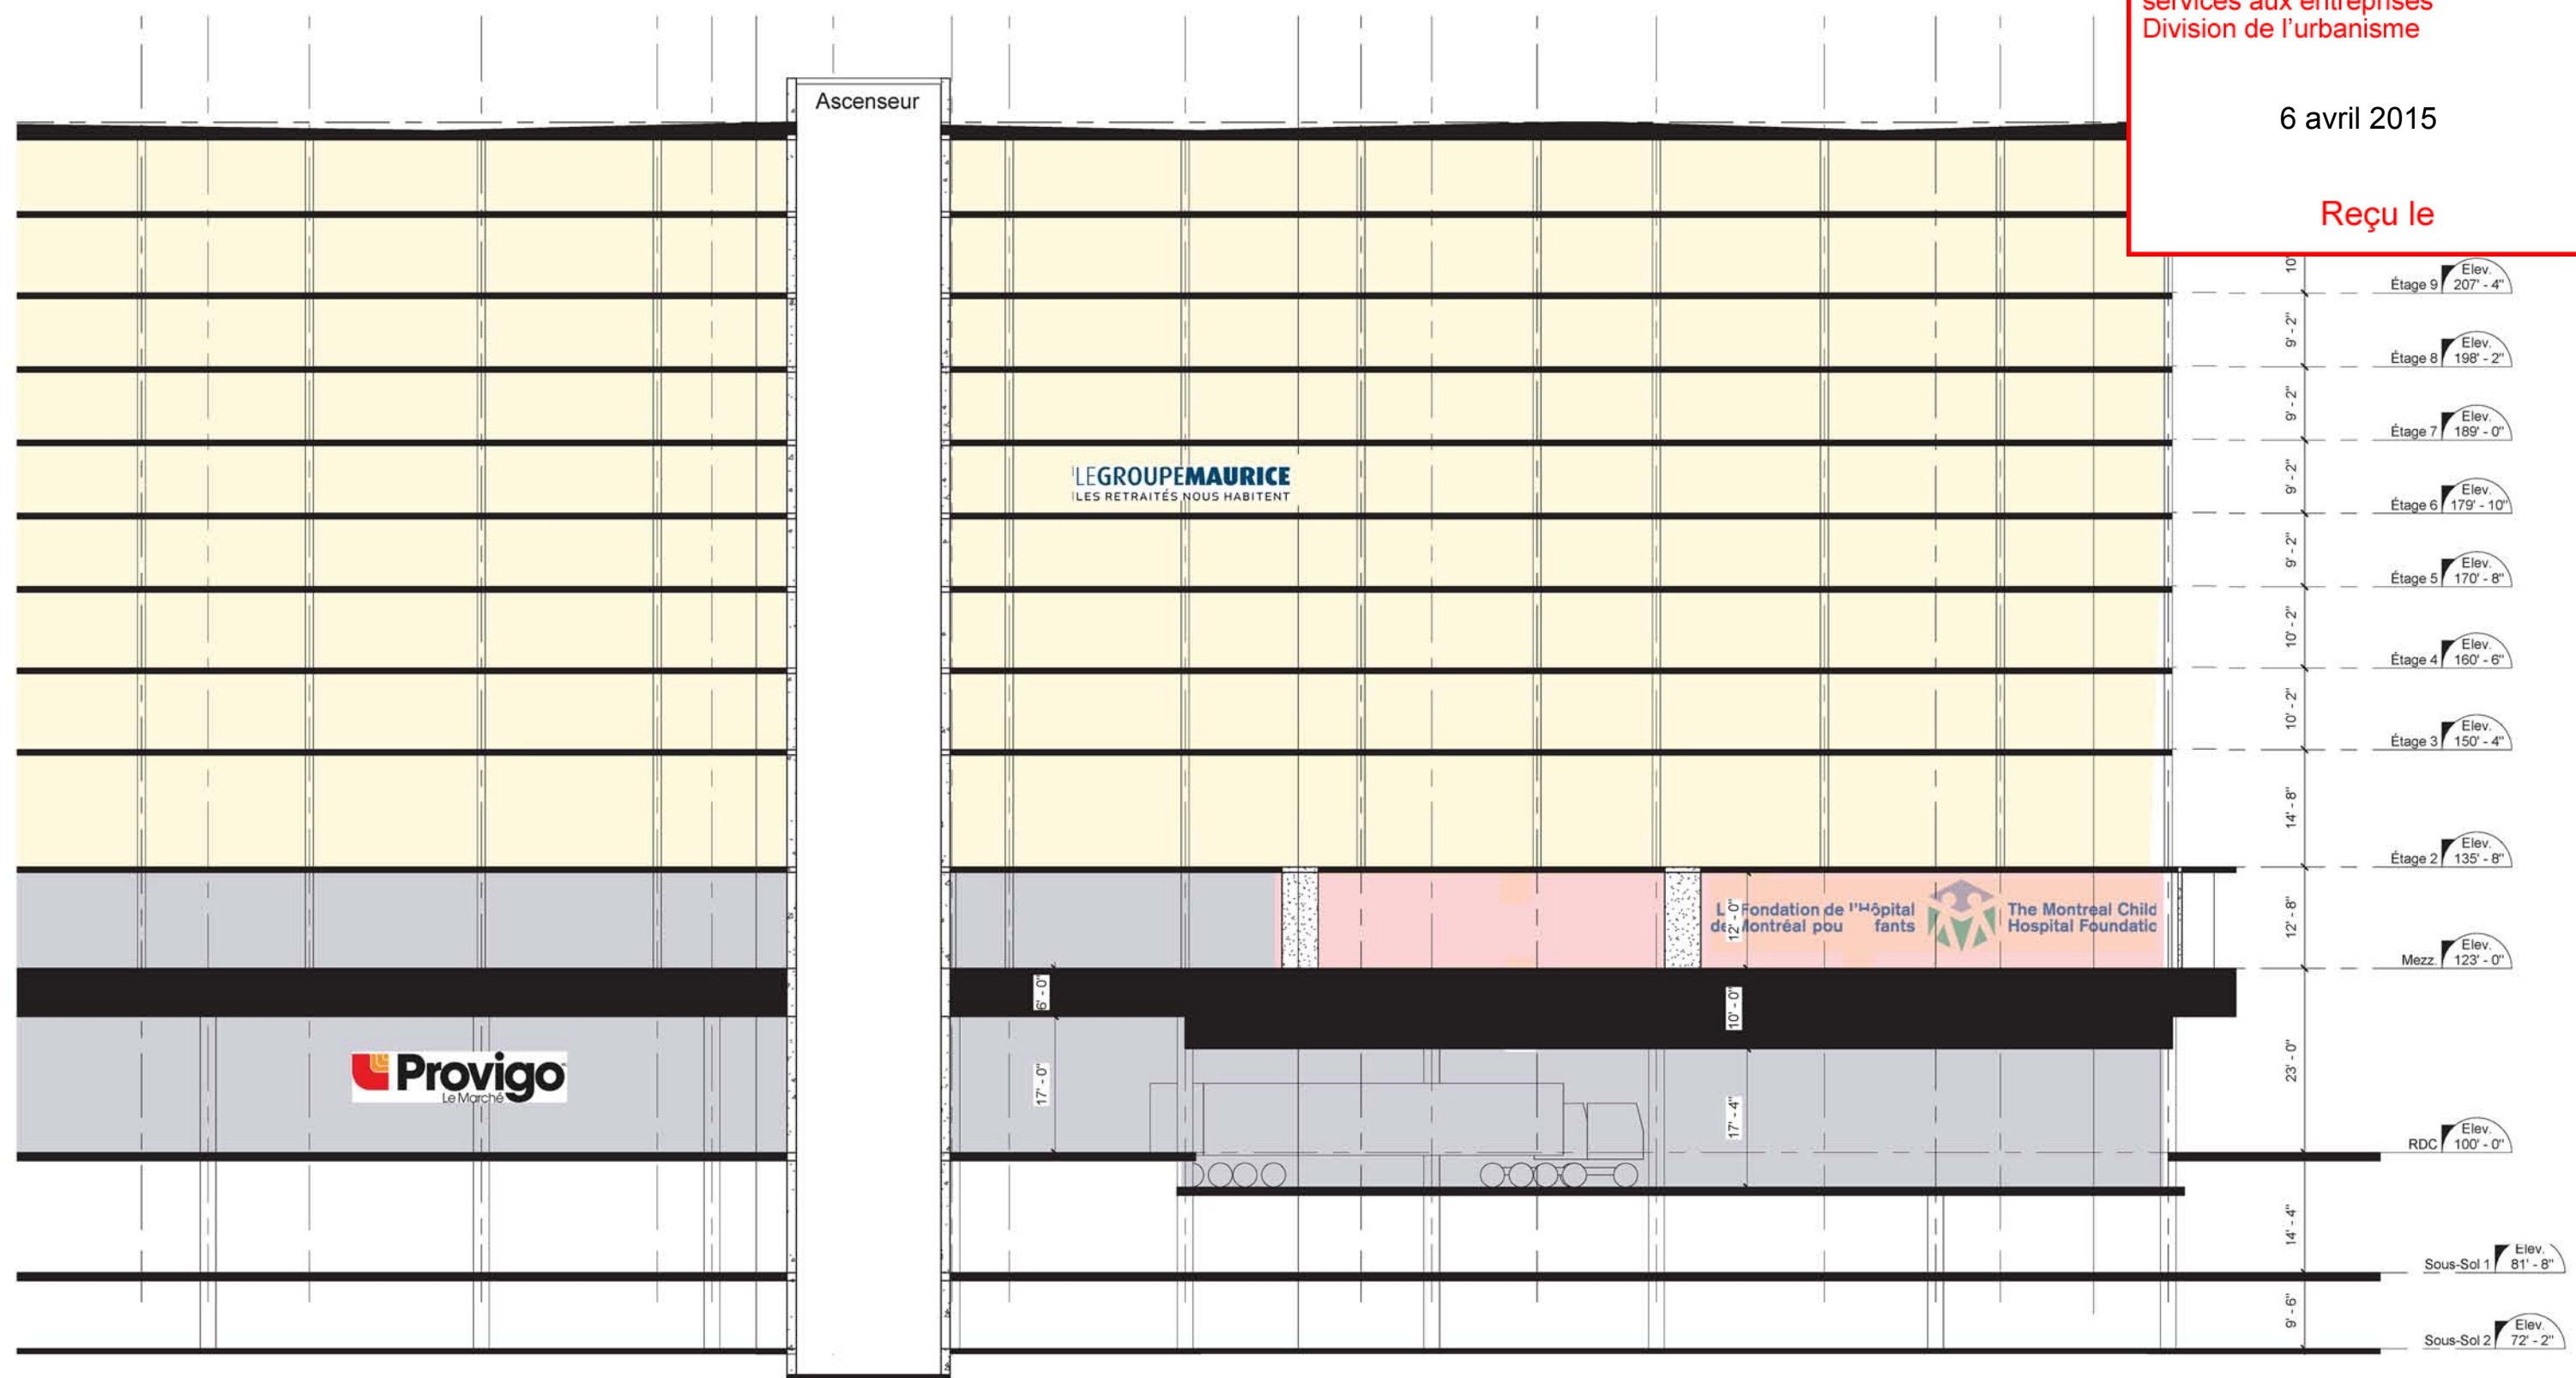 services aux entreprises
Division de l'urbanisme
6 avril 2015
Reçu le
Ascenseur
10'
Étage 9 Elev. 207' - 4"
9' - 2"
Étage 8 Elev. 198' - 2"
9' - 2"
Étage 7 Elev. 189' - 0"
9' - 2"
LEGROUPEMAURICE
LES RETRAITÉS NOUS HABITENT
Étage 6 Elev. 179' - 10"
9' - 2"
Étage 5 Elev. 170' - 8"
10' - 2"
Étage 4 Elev. 160' - 6"
10' - 2"
Étage 3 Elev. 150' - 4"
14' - 8"
Étage 2 Elev. 135' - 8"
12' - 8"
12' - 0"
L Fondation de l'Hôpital
de Montréal pou fants
The Montreal Child
Hospital Foundatic
Mezz. Elev. 123' - 0"
6' - 0"
10' - 0"
23' - 0"
Provigo
Le Marché
17' - 0"
17' - 4"
RDC Elev. 100' - 0"
14' - 4"
Sous-Sol 1 Elev. 81' - 8"
9' - 6"
Sous-Sol 2 Elev. 72' - 2"